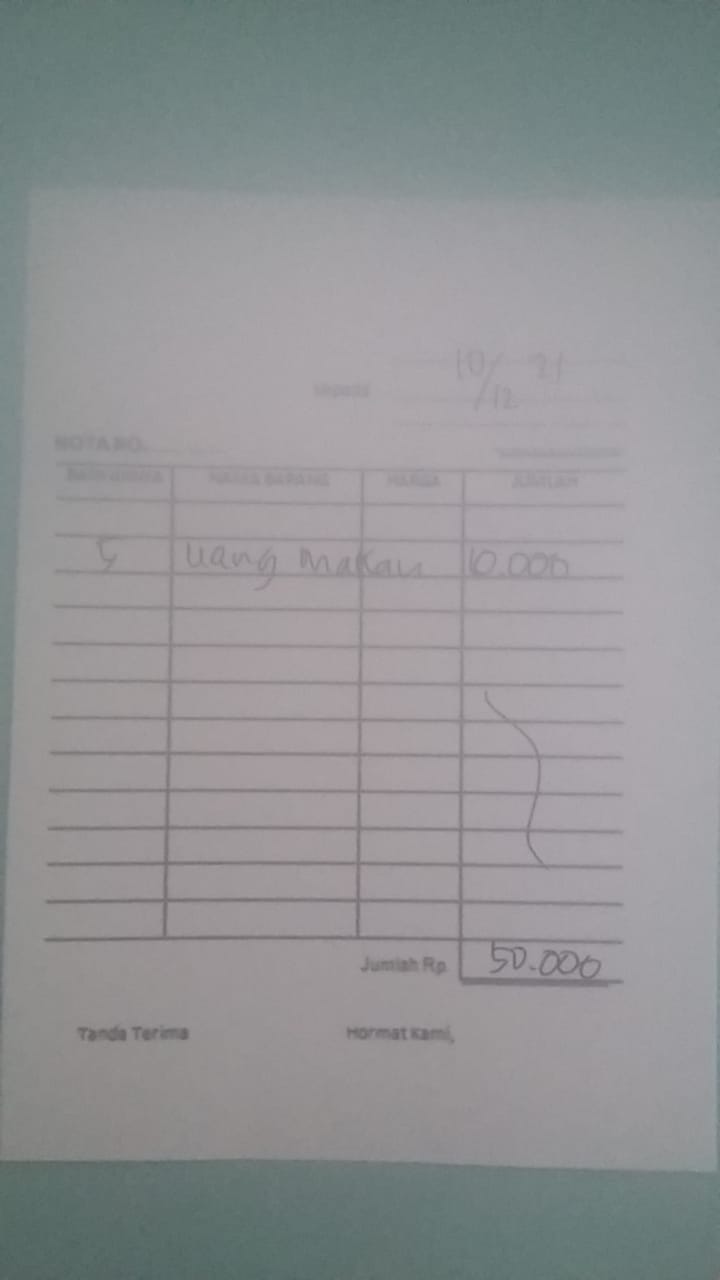 10/12 21
Kepada
NOTA NO.
BANYAKNYA NAMA BARANG HARGA JUMLAH
5 uang makan 10.000
Jumlah Rp. 50.000
Tanda Terima Hormat Kami,